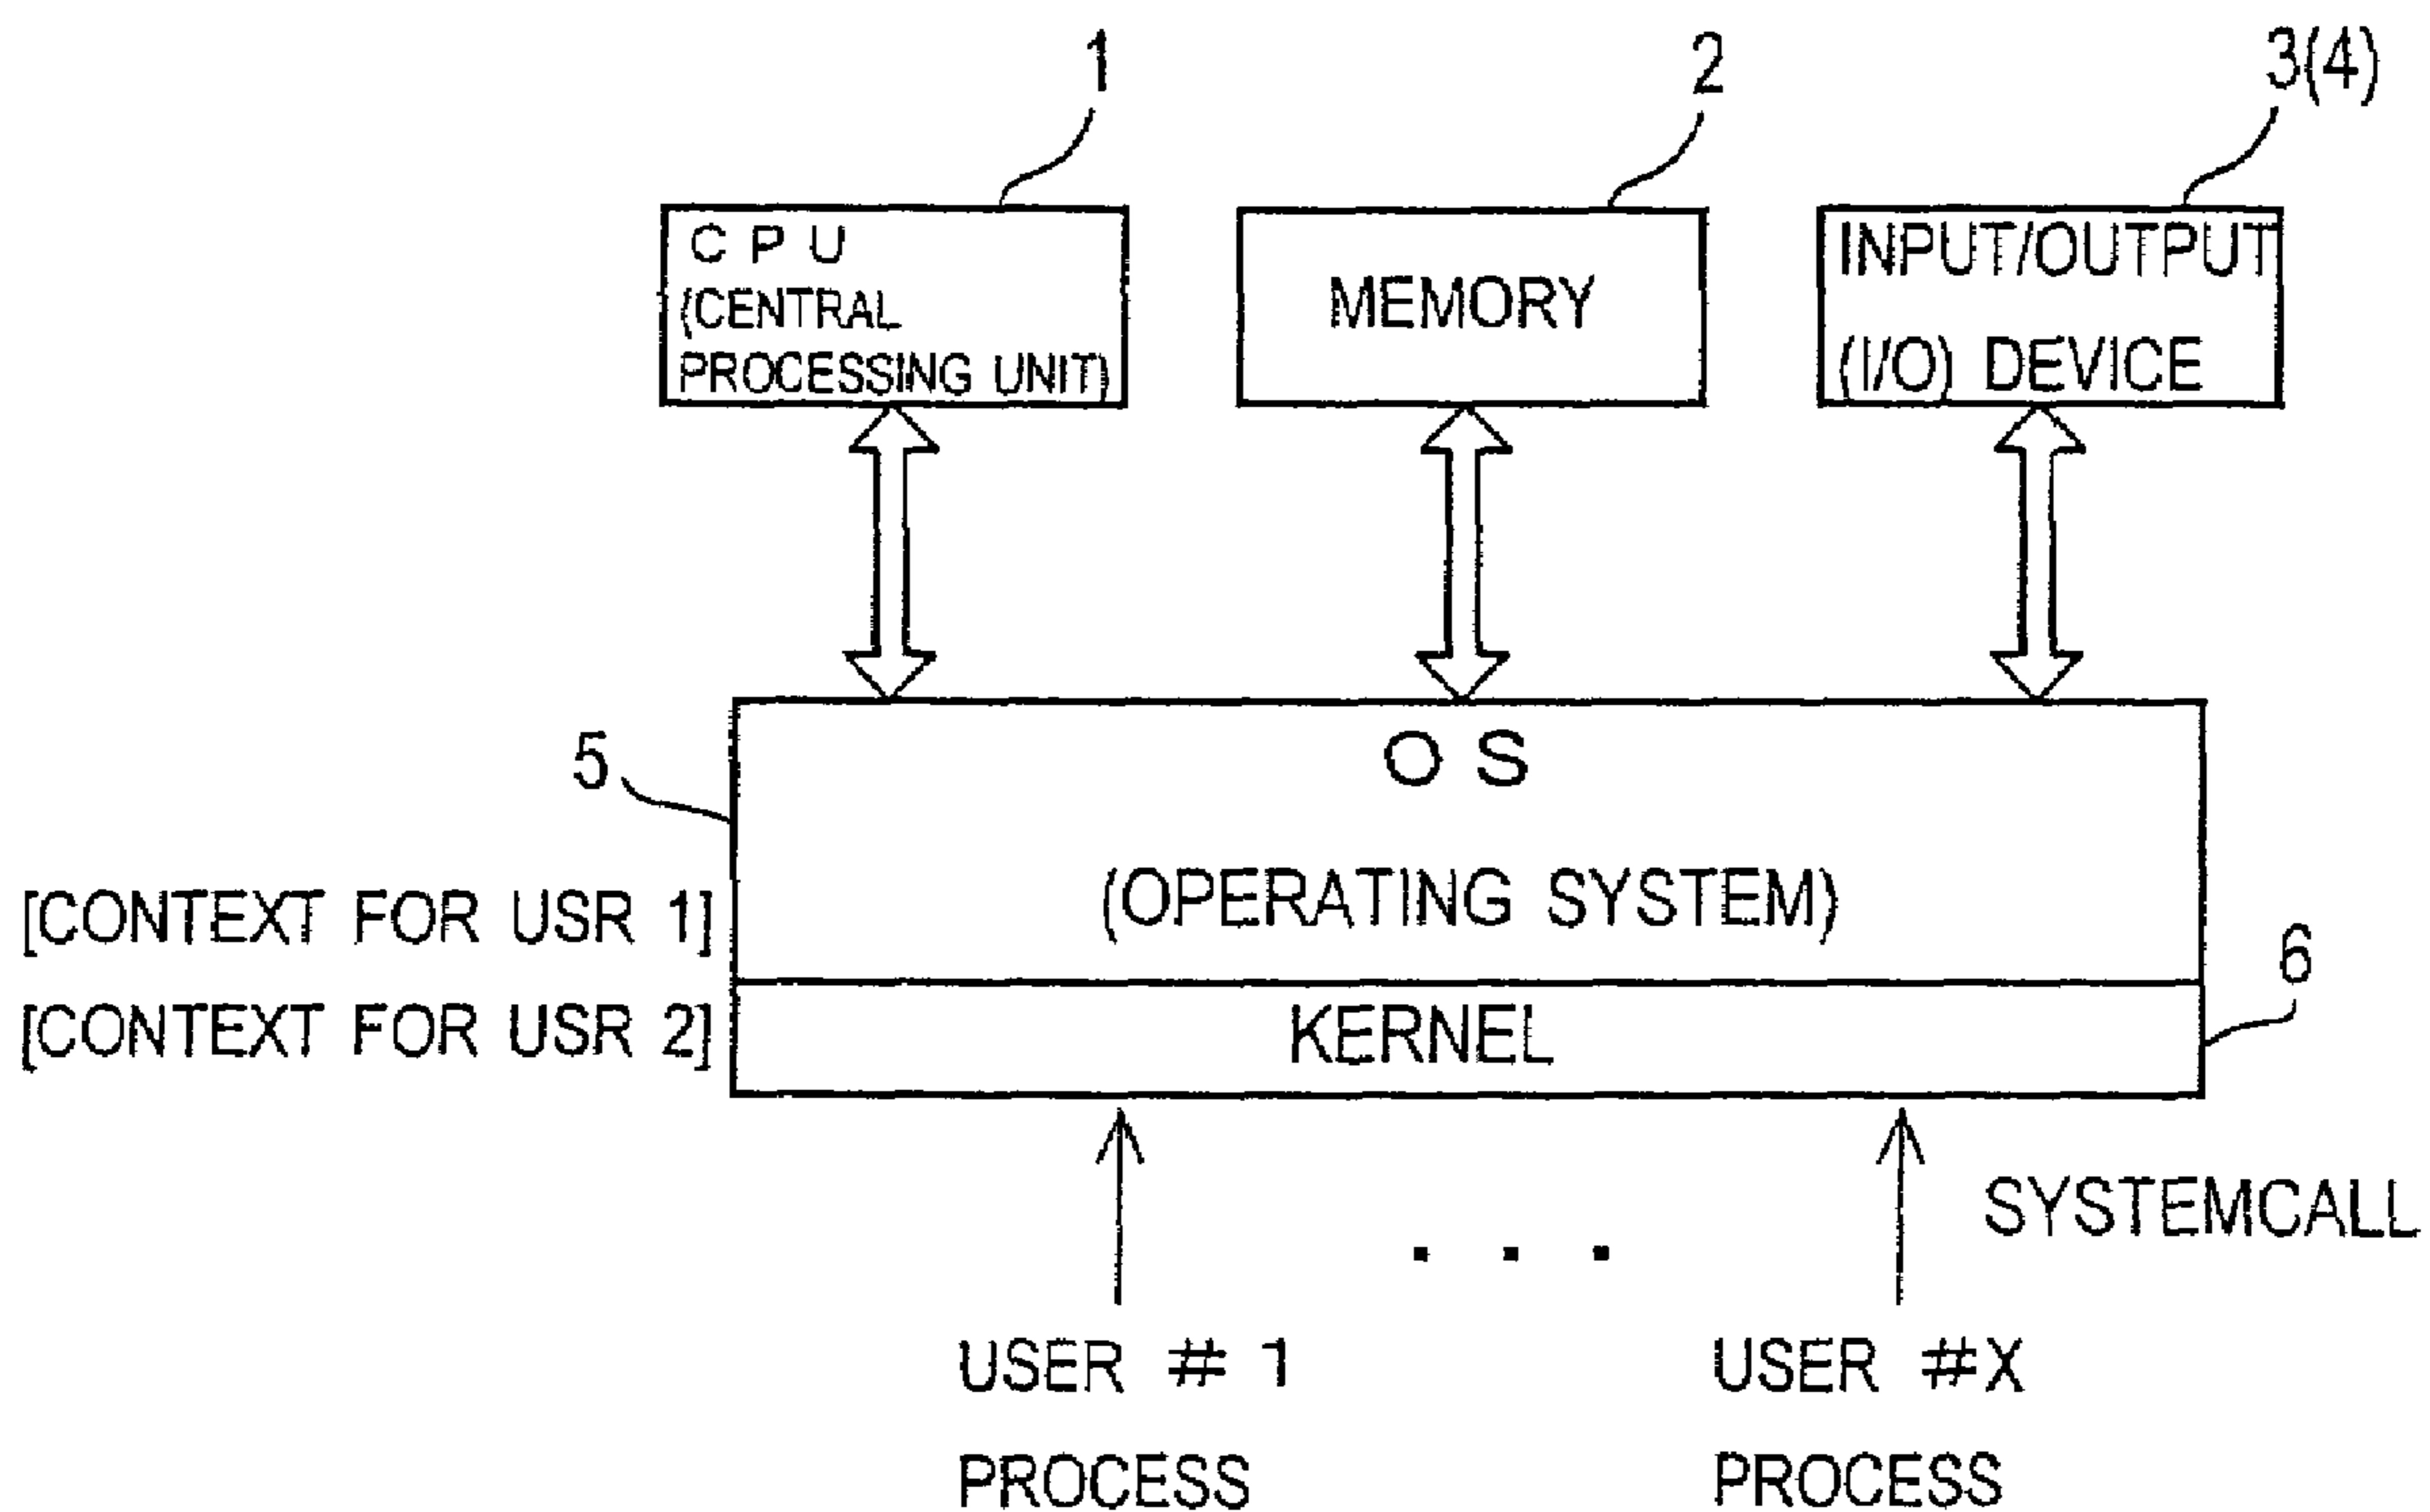 1
2
3(4)
C P U
(CENTRAL
PROCESSING UNIT)
MEMORY
INPUT/OUTPUT
(I/O) DEVICE
5
O S
(OPERATING SYSTEM)
[CONTEXT FOR USR 1]
6
[CONTEXT FOR USR 2]
KERNEL
SYSTEMCALL
. . .
USER # 1
PROCESS
USER #X
PROCESS